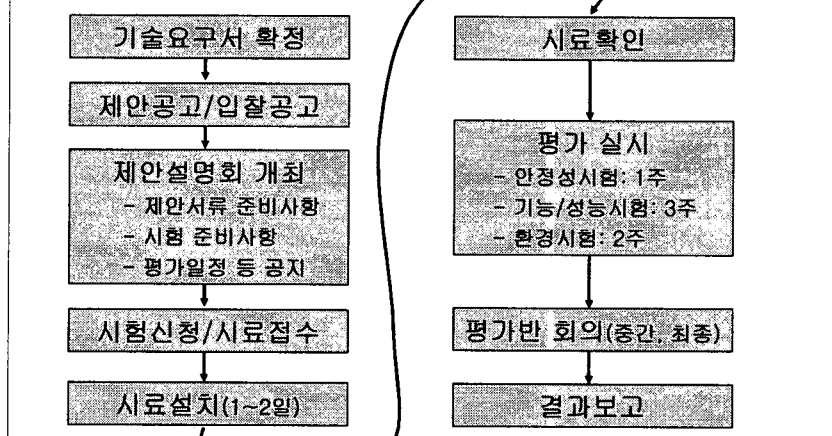 기술요구서 확정
제안공고/입찰공고
제안설명회 개최
- 제안서류 준비사항
- 시험 준비사항
- 평가일정 등 공지
시험신청/시료접수
시료설치(1~2일)
시료확인
평가 실시
- 안정성시험: 1주
- 기능/성능시험: 3주
- 환경시험: 2주
평가반 회의(중간, 최종)
결과보고